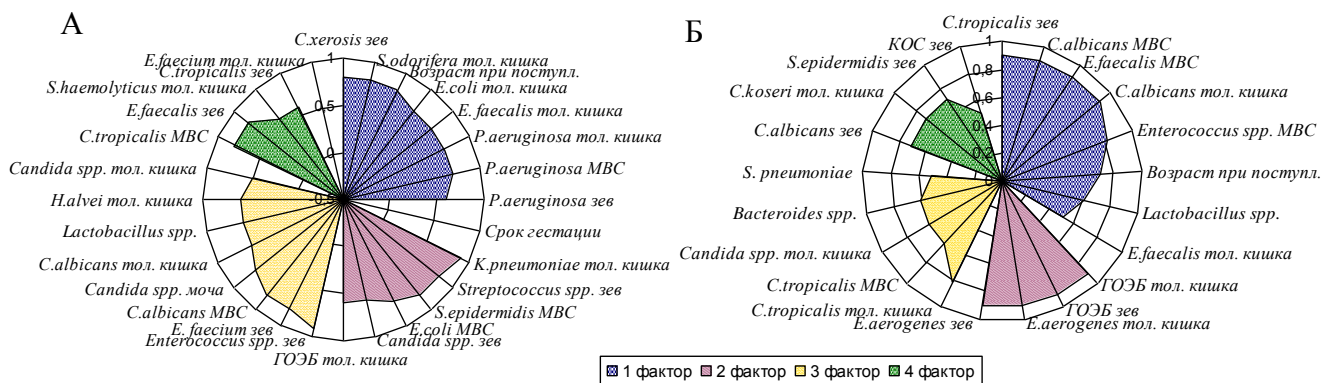 А
C.xerosis зев
S.odorifera тол. кишка
Возраст при поступл.
E.coli тол. кишка
E. faecalis тол. кишка
P.aeruginosa тол. кишка
P.aeruginosa МВС
P.aeruginosa зев
Срок гестации
K.pneumoniae тол. кишка
Streptococcus spp. зев
S.epidermidis МВС
E.coli МВС
Candida spp. зев
ГОЭБ тол. кишка
Enterococcus spp. зев
E. faecium зев
C.albicans МВС
Candida spp. моча
C.albicans тол. кишка
Lactobacillus spp.
H.alvei тол. кишка
Candida spp. тол. кишка
C.tropicalis МВС
E.faecalis зев
S.haemolyticus тол. кишка
C.tropicalis зев
E.faecium тол. кишка
1
0,5
0
-0,5
Б
C.tropicalis зев
C.albicans МВС
E.faecalis МВС
C.albicans тол. кишка
Enterococcus spp. МВС
Возраст при поступл.
Lactobacillus spp.
E.faecalis тол. кишка
ГОЭБ тол. кишка
ГОЭБ зев
E.aerogenes тол. кишка
E.aerogenes зев
C.tropicalis тол. кишка
C.tropicalis МВС
Candida spp. тол. кишка
Bacteroides spp.
S. pneumoniae
C.albicans зев
C.koseri тол. кишка
S.epidermidis зев
КОС зев
1
0,8
0,6
0,4
0,2
0
1 фактор
2 фактор
3 фактор
4 фактор